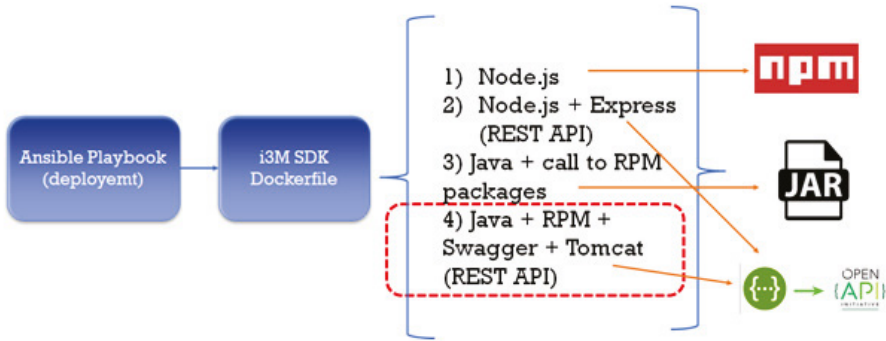 Ansible Playbook
(deployemt)
i3M SDK
Dockerfile
1) Node.js
2) Node.js + Express
(REST API)
3) Java + call to RPM
packages
4) Java + RPM +
Swagger + Tomcat
(REST API)
npm
JAR
{...}
OPEN
{API}
INITIATIVE